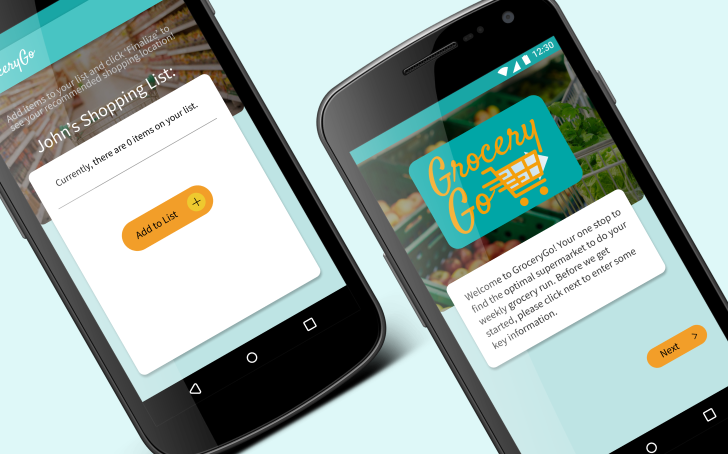 Add items to your list and click "Finalize" to
see your recommended shopping location!
John's Shopping List:
Currently, there are 0 items on your list.
Add to List
12:30
Grocery
Go
Welcome to GroceryGo! Your one stop to
find the optimal supermarket to do your
weekly grocery run. Before we get
started, please click next to enter some
key information.
Next